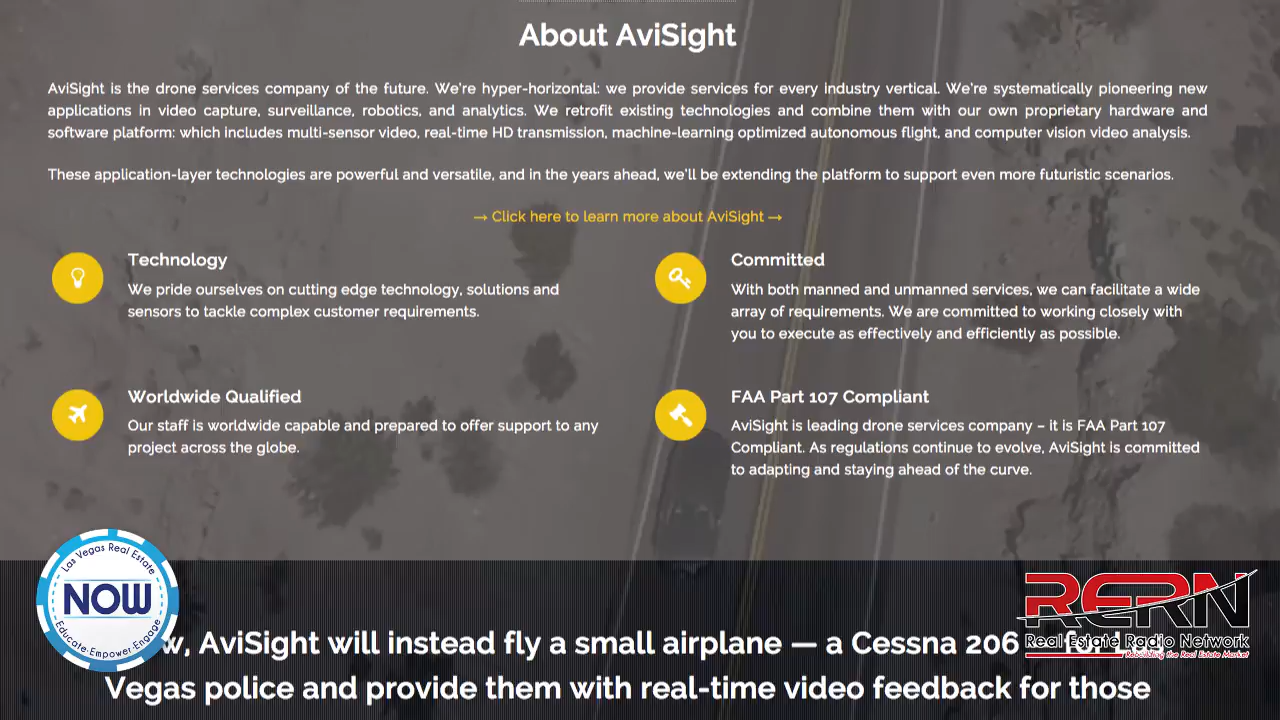 About AviSight
AviSight is the drone services company of the future. We're hyper-horizontal: we provide services for every industry vertical. We're systematically pioneering new
applications in video capture, surveillance, robotics, and analytics. We retrofit existing technologies and combine them with our own proprietary hardware and
software platform: which includes multi-sensor video, real-time HD transmission, machine-learning optimized autonomous flight, and computer vision video analysis.
These application-layer technologies are powerful and versatile, and in the years ahead, we'll be extending the platform to support even more futuristic scenarios.
→ Click here to learn more about AviSight →
Technology
We pride ourselves on cutting edge technology, solutions and
sensors to tackle complex customer requirements.
Committed
With both manned and unmanned services, we can facilitate a wide
array of requirements. We are committed to working closely with
you to execute as effectively and efficiently as possible.
Worldwide Qualified
Our staff is worldwide capable and prepared to offer support to any
project across the globe.
FAA Part 107 Compliant
AviSight is leading drone services company – it is FAA Part 107
Compliant. As regulations continue to evolve, AviSight is committed
to adapting and staying ahead of the curve.
Las Vegas Real Estate
NOW
Educate·Empower·Engage
RERN
Real Estate Radio Network
Rebuilding the Real Estate Market
AviSight will instead fly a small airplane — a Cessna 206
Vegas police and provide them with real-time video feedback for those